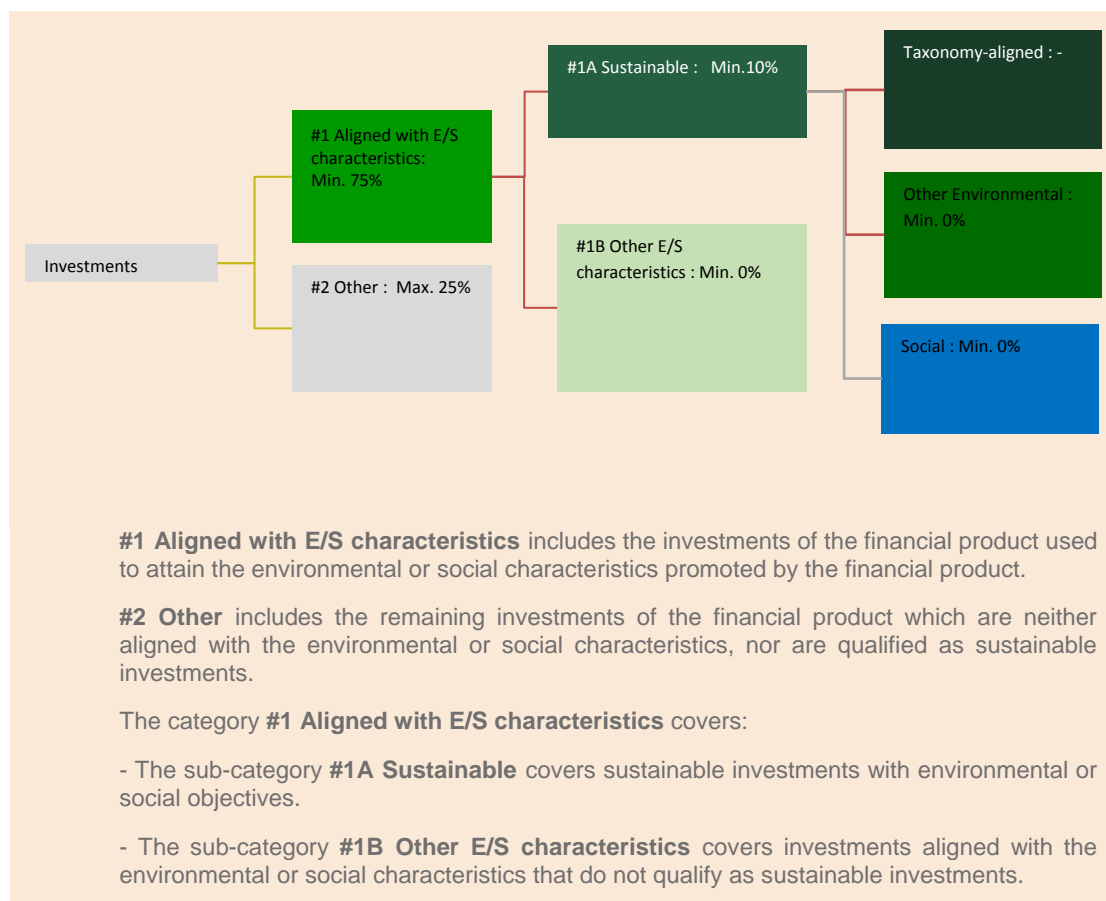 Investments
#1 Aligned with E/S
characteristics:
Min. 75%
#2 Other : Max. 25%
#1A Sustainable : Min.10%
#1B Other E/S
characteristics : Min. 0%
Taxonomy-aligned : -
Other Environmental :
Min. 0%
Social : Min. 0%
#1 Aligned with E/S characteristics includes the investments of the financial product used
to attain the environmental or social characteristics promoted by the financial product.
#2 Other includes the remaining investments of the financial product which are neither
aligned with the environmental or social characteristics, nor are qualified as sustainable
investments.
The category #1 Aligned with E/S characteristics covers:
- The sub-category #1A Sustainable covers sustainable investments with environmental or
social objectives.
- The sub-category #1B Other E/S characteristics covers investments aligned with the
environmental or social characteristics that do not qualify as sustainable investments.